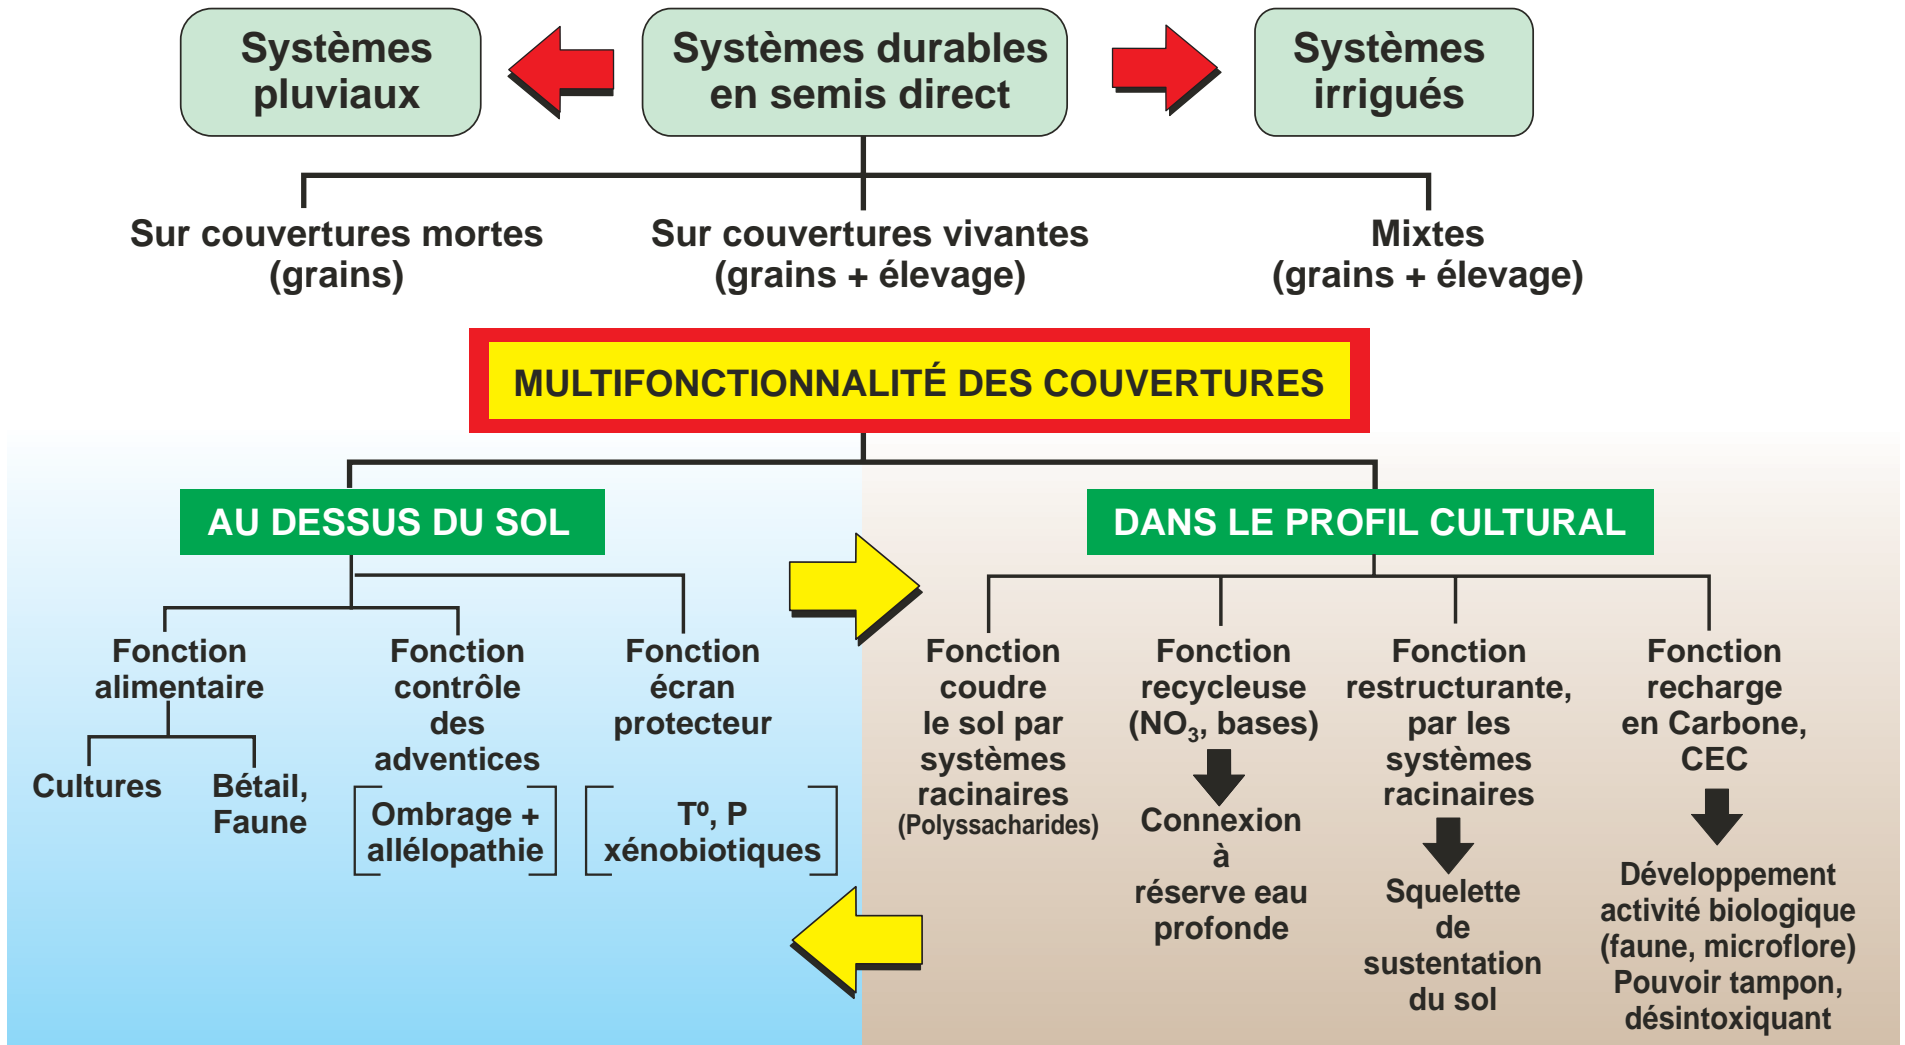 Systèmes
pluviaux
Systèmes durables
en semis direct
Systèmes
irrigués
Sur couvertures mortes
(grains)
Sur couvertures vivantes
(grains + élevage)
Mixtes
(grains + élevage)
MULTIFONCTIONNALITÉ DES COUVERTURES
AU DESSUS DU SOL
Fonction
alimentaire
Cultures
Bétail,
Faune
Fonction
contrôle
des
adventices
Ombrage +
allélopathie
Fonction
écran
protecteur
Tº, P
xénobiotiques
DANS LE PROFIL CULTURAL
Fonction
coudre
le sol par
systèmes
racinaires
(Polyssacharides)
Fonction
recycleuse
(NO₃, bases)
Connexion
à
réserve eau
profonde
Fonction
restructurante,
par les
systèmes
racinaires
Squelette
de
sustentation
du sol
Fonction
recharge
en Carbone,
CEC
Développement
activité biologique
(faune, microflore)
Pouvoir tampon,
désintoxiquant